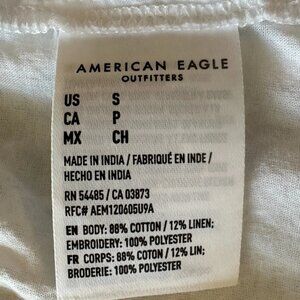 AMERICAN EAGLE
OUTFITTERS
US S
CA P
MX CH
MADE IN INDIA / FABRIQUÉ EN INDE /
HECHO EN INDIA
RN 54485 / CA 03873
RFC# AEM120605U9A
EN BODY: 88% COTTON / 12% LINEN;
EMBROIDERY: 100% POLYESTER
FR CORPS: 88% COTON / 12% LIN;
BRODERIE: 100% POLYESTER